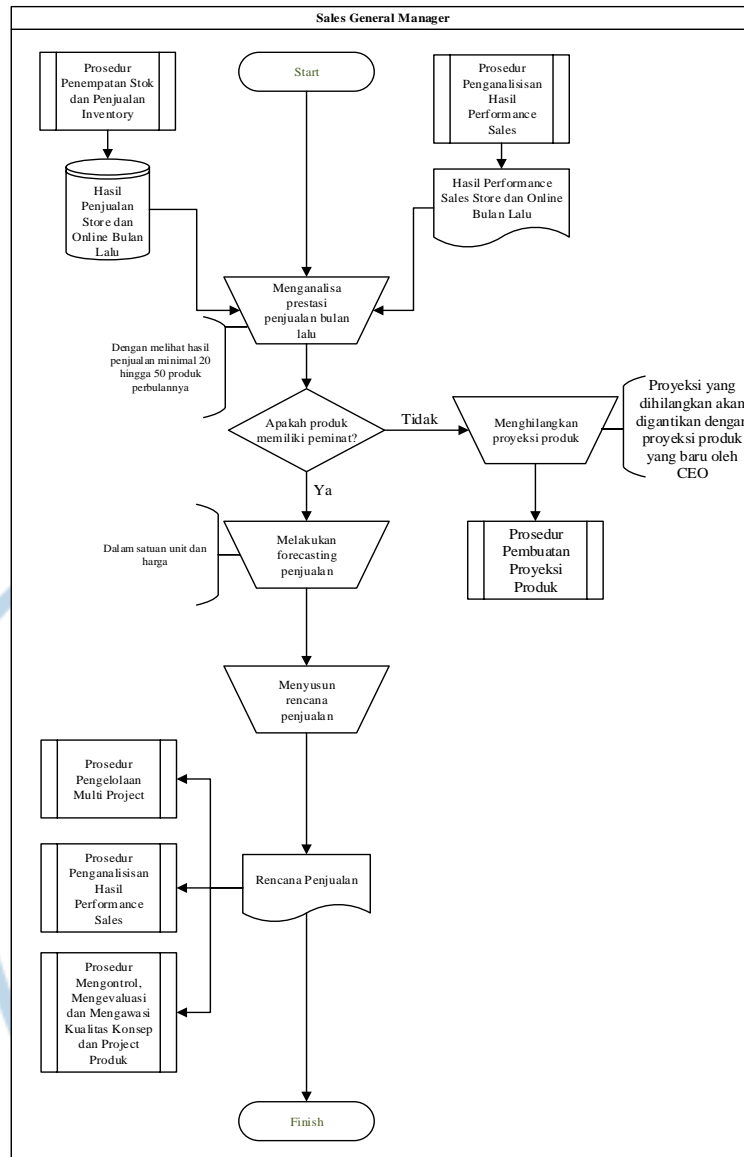 Sales General Manager
Prosedur
Penempatan Stok
dan Penjualan
Inventory
Start
Prosedur
Penganalisisan
Hasil
Performance
Sales
Hasil
Penjualan
Store dan
Online Bulan
Lalu
Hasil Performance
Sales Store dan Online
Bulan Lalu
Menganalisa
prestasi
penjualan bulan
lalu
Dengan melihat hasil
penjualan minimal 20
hingga 50 produk
perbulannya
Apakah produk
memiliki peminat?
Tidak
Menghilangkan
proyeksi produk
Proyeksi yang
dihilangkan akan
digantikan dengan
proyeksi produk
yang baru oleh
CEO
Ya
Prosedur
Pembuatan
Proyeksi
Produk
Dalam satuan unit dan
harga
Melakukan
forecasting
penjualan
Menyusun
rencana
penjualan
Prosedur
Pengelolaan
Multi Project
Prosedur
Penganalisisan
Hasil
Performance
Sales
Rencana Penjualan
Prosedur
Mengontrol,
Mengevaluasi
dan Mengawasi
Kualitas Konsep
dan Project
Produk
Finish